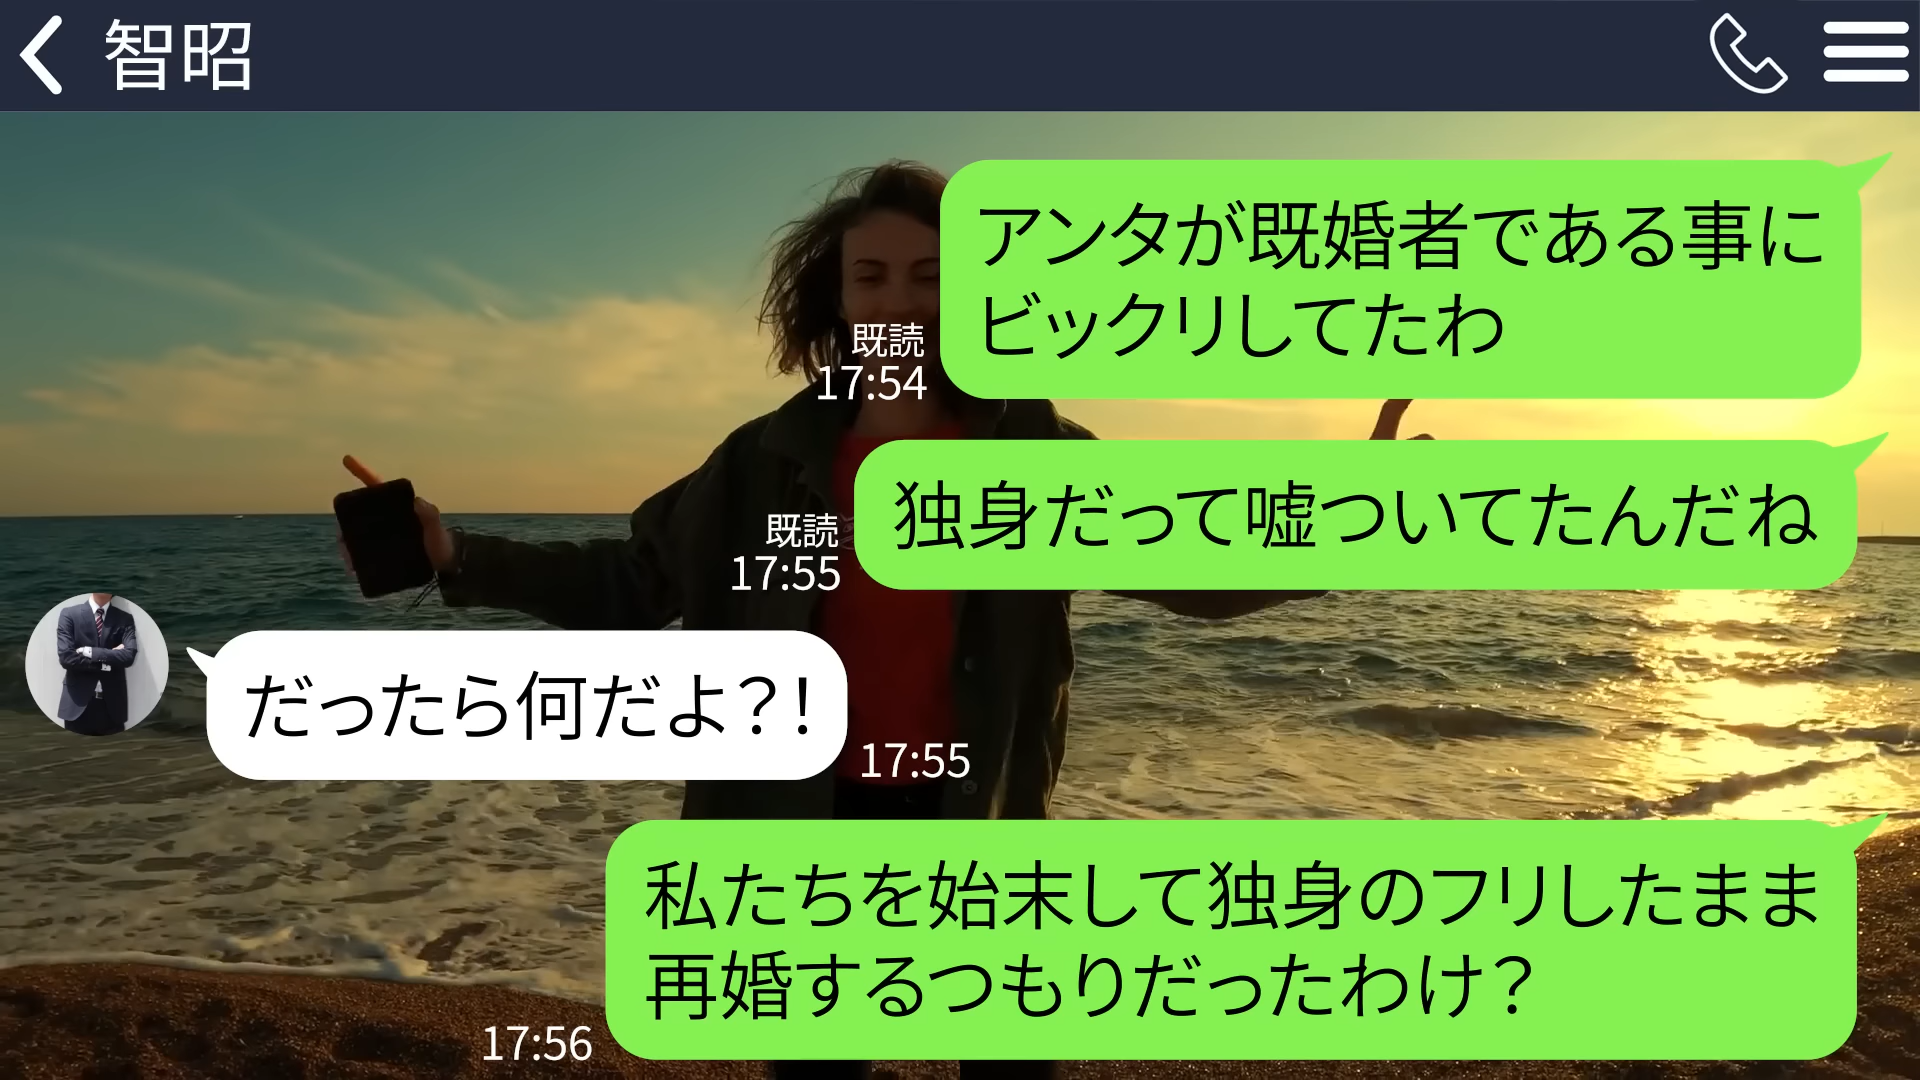 智昭
アンタが既婚者である事に
ビックリしてたわ
既読
17:54
独身だって嘘ついてたんだね
既読
17:55
だったら何だよ？！
17:55
私たちを始末して独身のフリしたまま
再婚するつもりだったわけ？
17:56